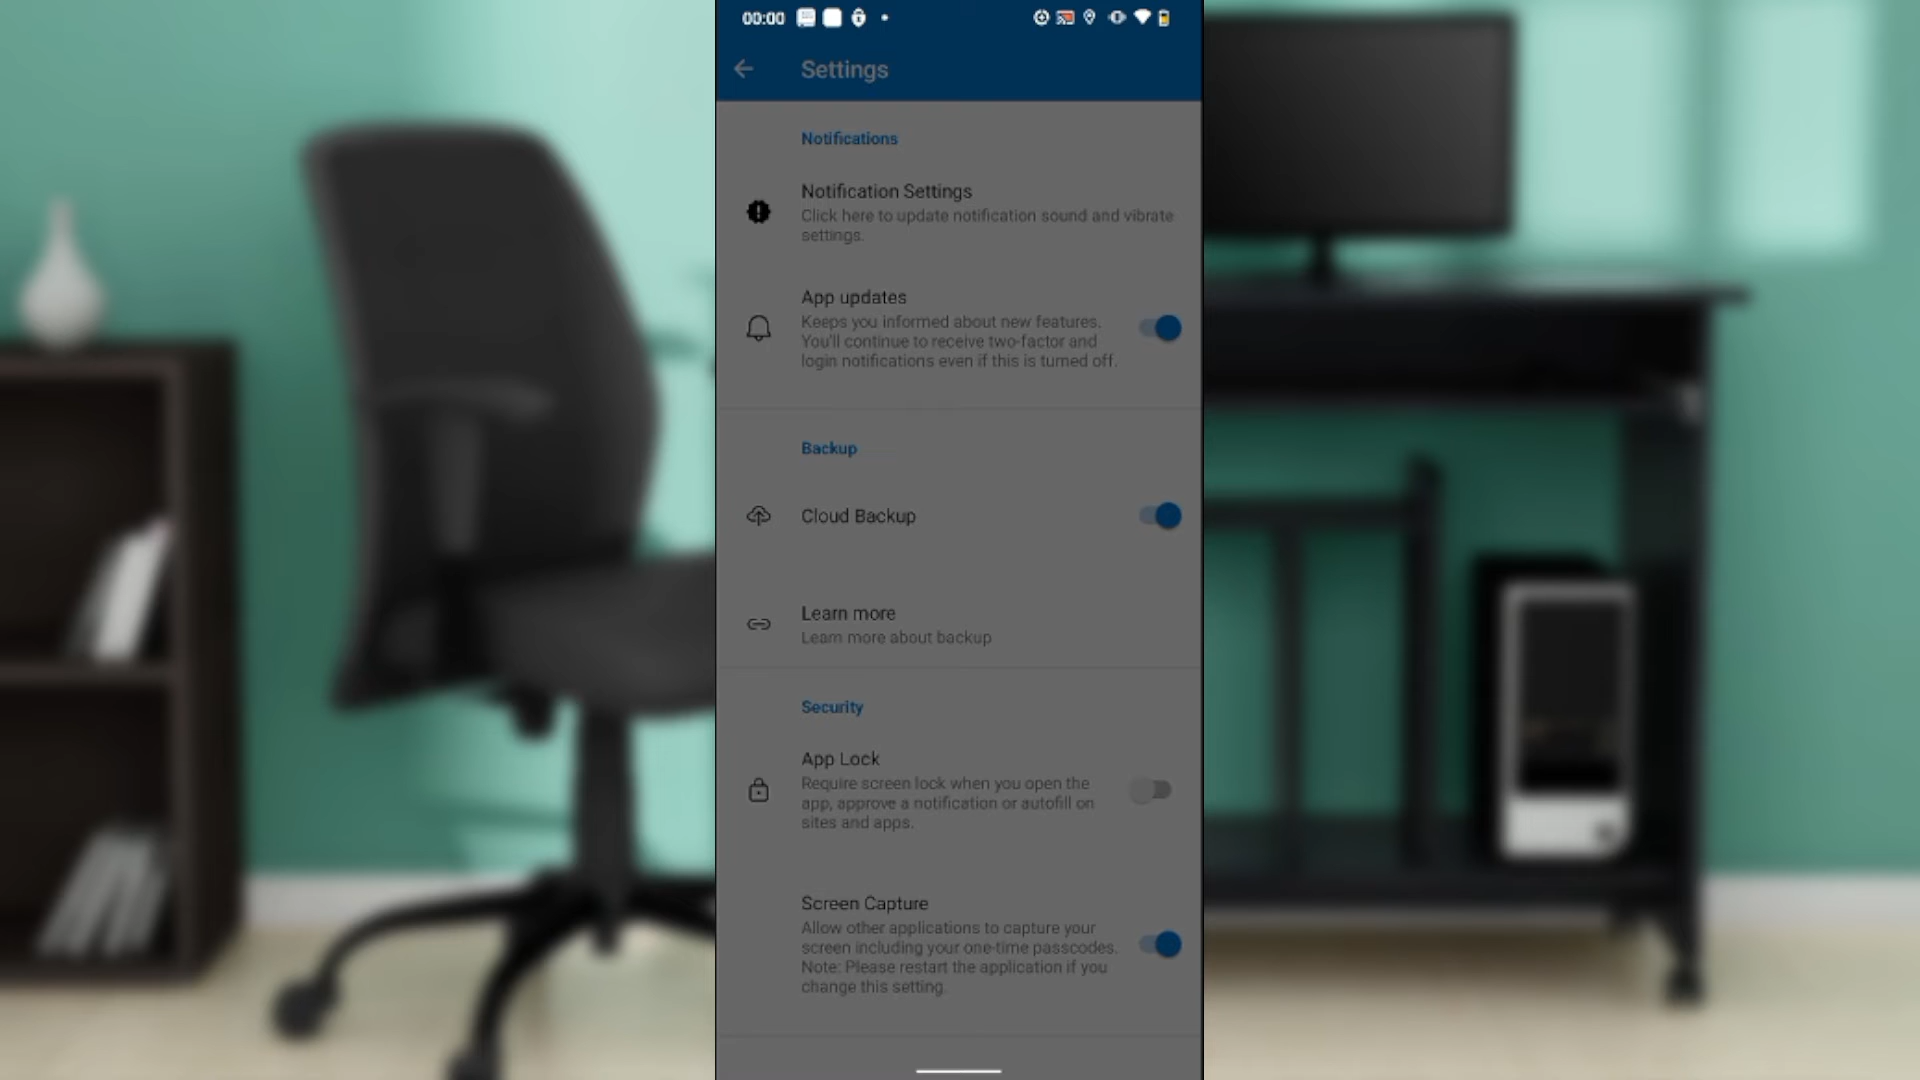 00:00
Settings
Notifications
Notification Settings
Click here to update notification sound and vibrate
settings.
App updates
Keeps you informed about new features.
You'll continue to receive two-factor and
login notifications even if this is turned off.
Backup
Cloud Backup
Learn more
Learn more about backup
Security
App Lock
Require screen lock when you open the
app, approve a notification or autofill on
sites and apps.
Screen Capture
Allow other applications to capture your
screen including your one-time passcodes.
Note: Please restart the application if you
change this setting.